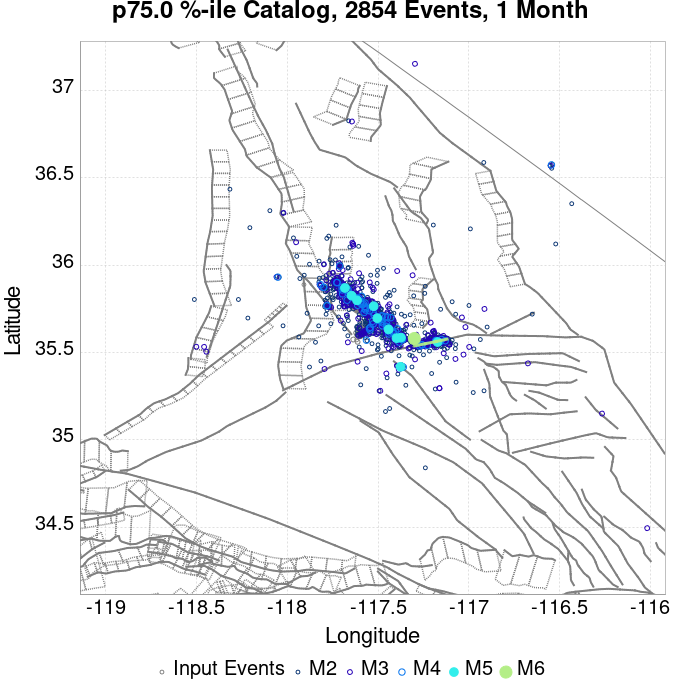 p75.0 %-ile Catalog, 2854 Events, 1 Month
Latitude
37
36.5
36
35.5
35
34.5
-119 -118.5 -118 -117.5 -117 -116.5 -116
Longitude
Input Events M2 M3 M4 M5 M6